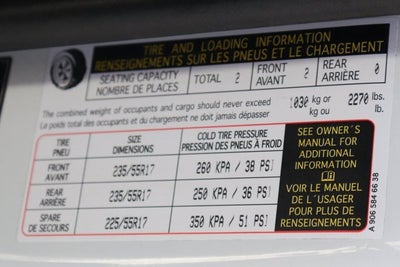 TIRE AND LOADING INFORMATION
RENSEIGNEMENTS SUR LES PNEUS ET LE CHARGEMENT
SEATING CAPACITY
NOMBRE DE PLACES
TOTAL 2
FRONT
AVANT 2
REAR
ARRIÈRE 0
The combined weight of occupants and cargo should never exceed
Le poids total des occupants et du chargement ne doit jamais dépasser
1030 kg or
kg ou
2270 lbs.
lb.
TIRE
PNEU
SIZE
DIMENSIONS
COLD TIRE PRESSURE
PRESSION DES PNEUS À FROID
FRONT
AVANT
235/55R17
260 KPA / 38 PSI
REAR
ARRIÈRE
235/55R17
250 KPA / 36 PSI
SPARE
DE SECOURS
225/55R17
350 KPA / 51 PSI
SEE OWNER´S
MANUAL FOR
ADDITIONAL
INFORMATION
VOIR LE MANUEL
DE L´USAGER
POUR PLUS DE
RENSEIGNEMENTS
A 906 584 66 38